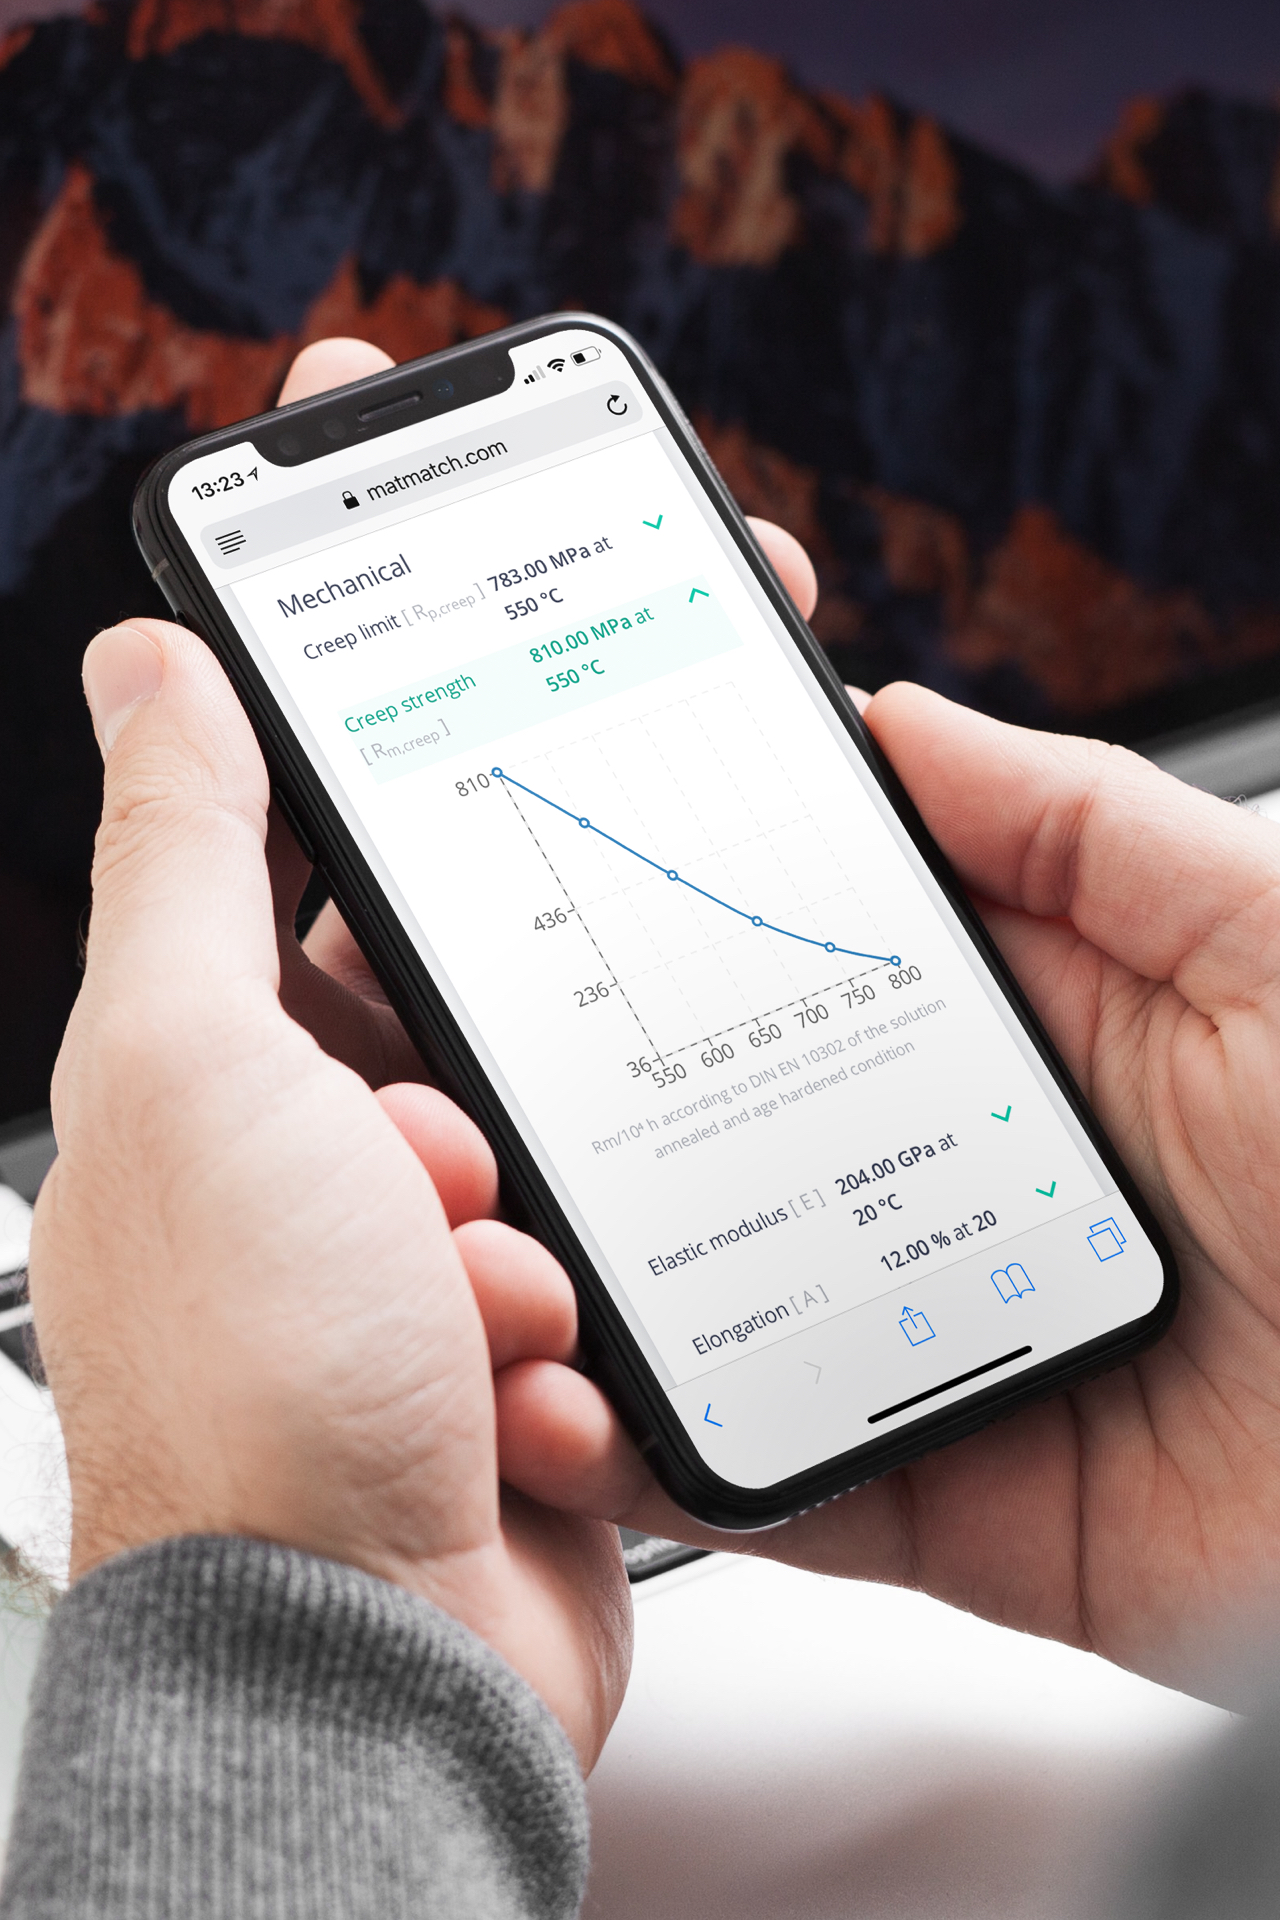 13:23
matmatch.com
Mechanical
Creep limit [ Rp,creep ] 783.00 MPa at
550 °C
Creep strength 810.00 MPa at
[ Rm,creep ] 550 °C
810
436
236
36
550 600 650 700 750 800
Rm/10⁴ h according to DIN EN 10302 of the solution
annealed and age hardened condition
Elastic modulus [ E ] 204.00 GPa at
20 °C
Elongation [ A ] 12.00 % at 20